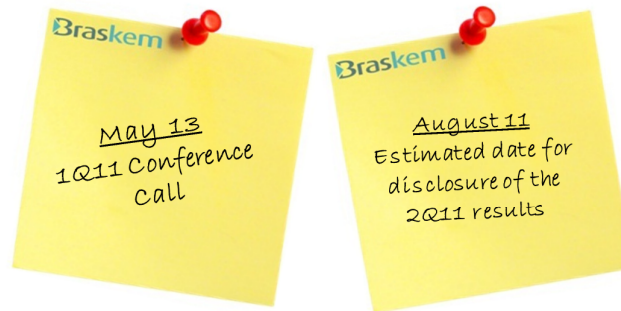 Braskem
May 13
1Q11 Conference
Call
Braskem
August 11
Estimated date for
disclosure of the
2Q11 results